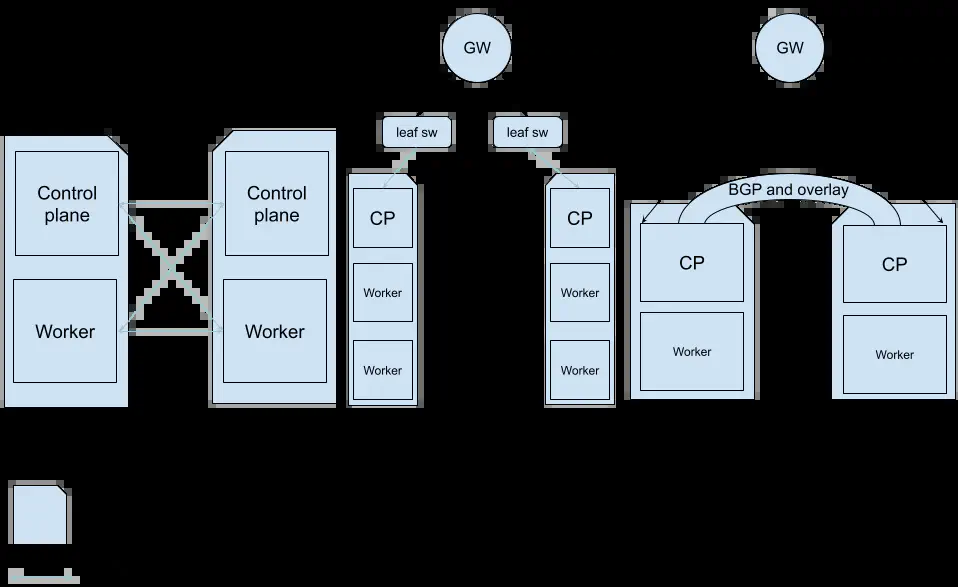 GW
GW
leaf sw
leaf sw
Control
plane
Control
plane
Worker
Worker
CP
Worker
Worker
CP
Worker
Worker
BGP and overlay
CP
Worker
CP
Worker